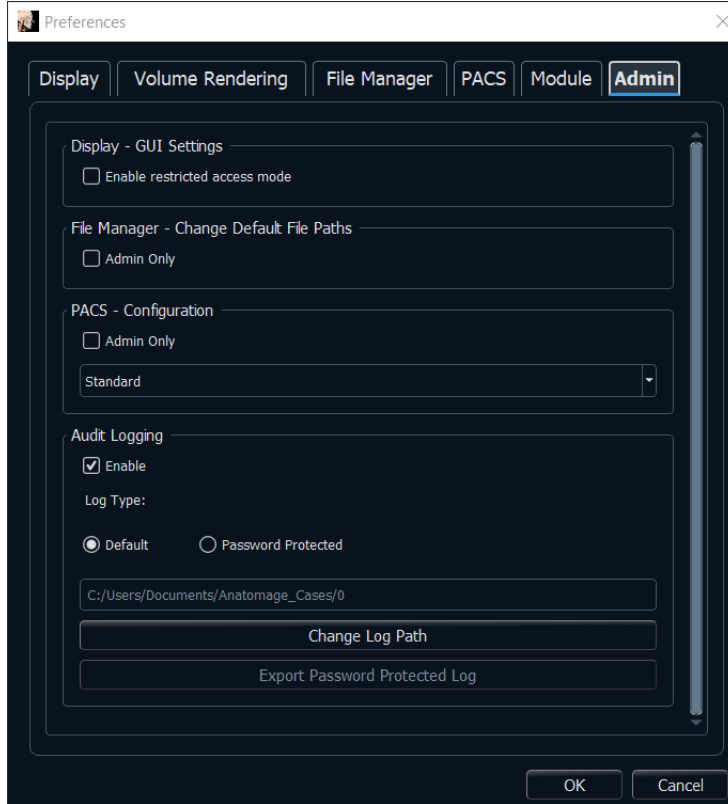 Preferences
Display Volume Rendering File Manager PACS Module Admin
Display - GUI Settings
Enable restricted access mode
File Manager - Change Default File Paths
Admin Only
PACS - Configuration
Admin Only
Standard
Audit Logging
Enable
Log Type:
Default Password Protected
C:/Users/Documents/Anatomage_Cases/0
Change Log Path
Export Password Protected Log
OK Cancel